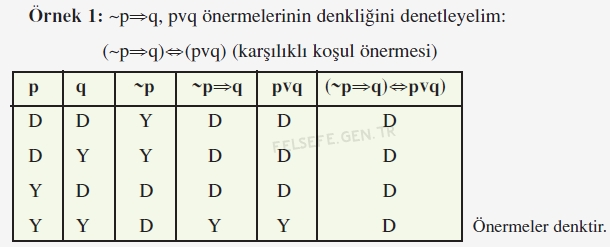 Örnek 1: ~p⇒q, pvq önermelerinin denkliğini denetleyelim:
(~p⇒q)⇔(pvq) (karşılıklı koşul önermesi)
p q ~p ~p⇒q pvq (~p⇒q)⇔pvq)
D D Y D D D
FELSEFE.GEN.TR
D Y Y D D D
Y D D D D D
Y Y D Y Y D Önermeler denktir.